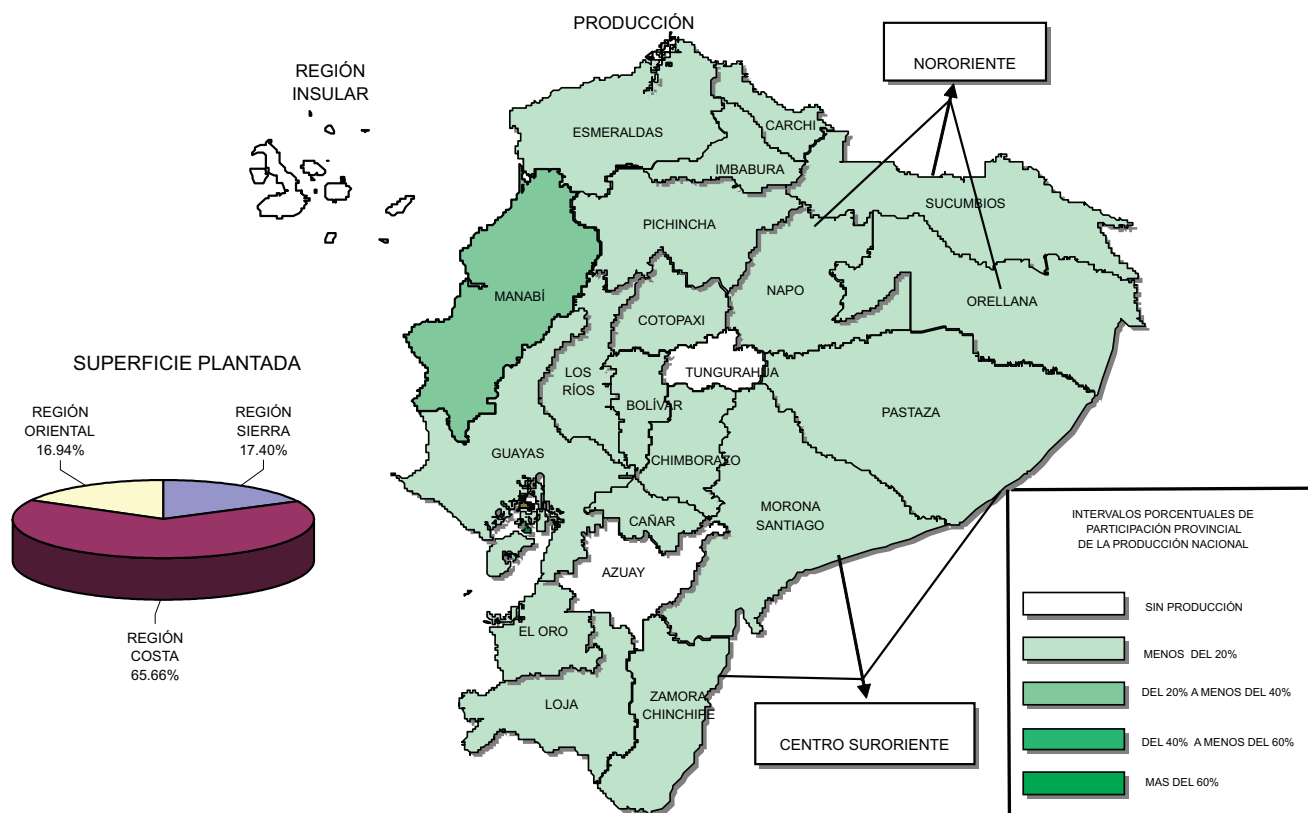 PRODUCCIÓN
REGIÓN
INSULAR
NORORIENTE
ESMERALDAS
CARCHI
IMBABURA
SUCUMBIOS
PICHINCHA
MANABÍ
NAPO
ORELLANA
COTOPAXI
TUNGURAHUA
LOS
RÍOS
BOLÍVAR
PASTAZA
GUAYAS
CHIMBORAZO
MORONA
SANTIAGO
CAÑAR
AZUAY
EL ORO
LOJA
ZAMORA
CHINCHIPE
CENTRO SURORIENTE
SUPERFICIE PLANTADA
REGIÓN
ORIENTAL
16.94%
REGIÓN
SIERRA
17.40%
REGIÓN
COSTA
65.66%
INTERVALOS PORCENTUALES DE
PARTICIPACIÓN PROVINCIAL
DE LA PRODUCCIÓN NACIONAL
SIN PRODUCCIÓN
MENOS DEL 20%
DEL 20% A MENOS DEL 40%
DEL 40% A MENOS DEL 60%
MAS DEL 60%